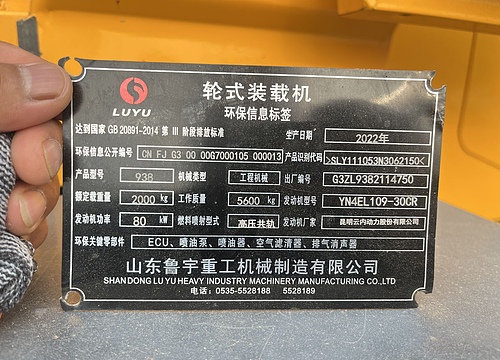 轮式装载机
LUYU
环保信息标签
达到国家 GB 20891-2014 第 III 阶段排放标准 生产日期 2022年
环保信息公开编号 CN FJ G3 00 00G7000105 000013 产品识别代码 >SLY111053N3062150<
产品型号 938 机械类型 工程机械 出厂编号 G3ZL9382114750
额定载重量 2000 kg 工作质量 5600 kg 发动机型号 YN4EL109-30CR
发动机功率 80 kW 燃料喷射型式 高压共轨 发动机厂家 昆明云内动力股份有限公司
环保关键零部件 ECU、喷油泵、喷油器、空气滤清器、排气消声器
山东鲁宇重工机械制造有限公司
SHANDONG LU YU HEAVY INDUSTRY MACHINERY MANUFACTURING CO.,LTD
电话：0535-5528188 5528189